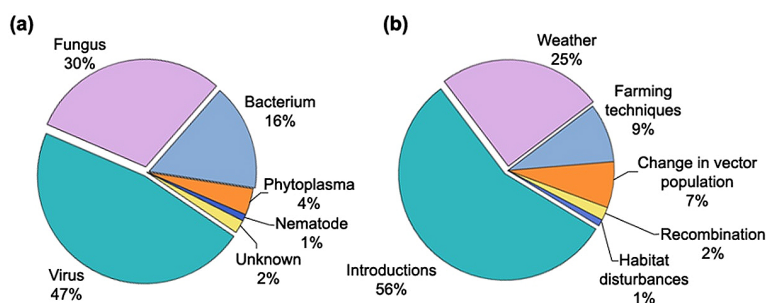 (a)
Fungus
30%
Bacterium
16%
Phytoplasma
4%
Nematode
1%
Unknown
2%
Virus
47%
(b)
Weather
25%
Farming
techniques
9%
Change in vector
population
7%
Recombination
2%
Habitat
disturbances
1%
Introductions
56%